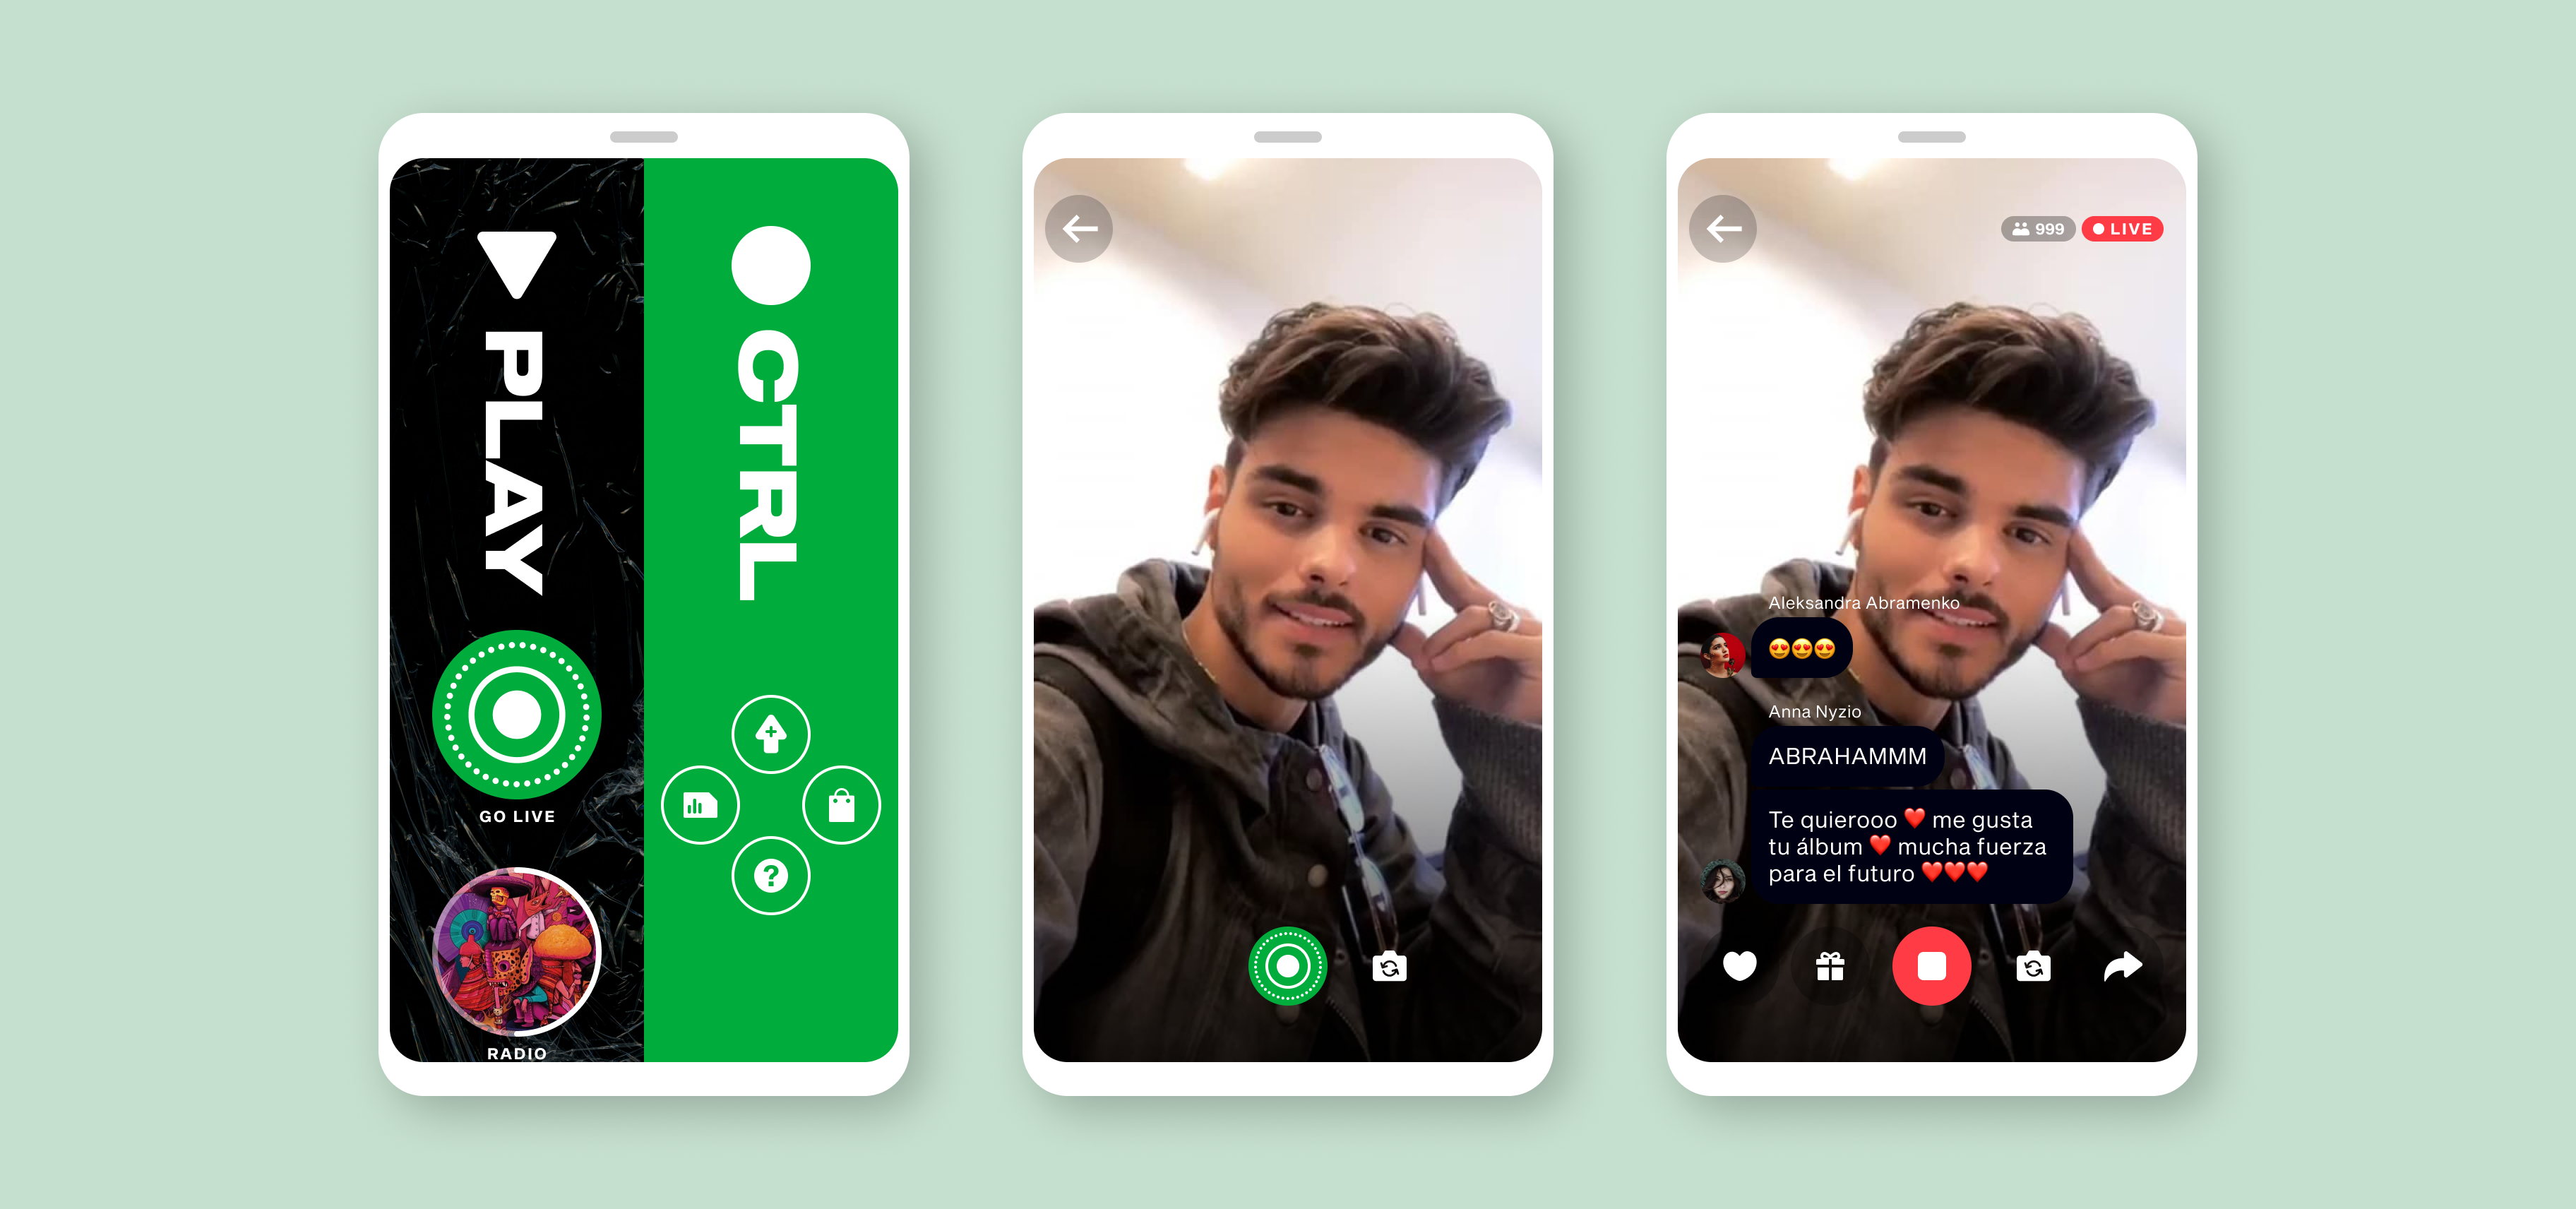 PLAY
GO LIVE
RADIO
CTRL
?
999
LIVE
Aleksandra Abramenko
😍😍😍
Anna Nyzio
ABRAHAMMM
Te quierooo ❤️ me gusta
tu álbum ❤️ mucha fuerza
para el futuro ❤️❤️❤️